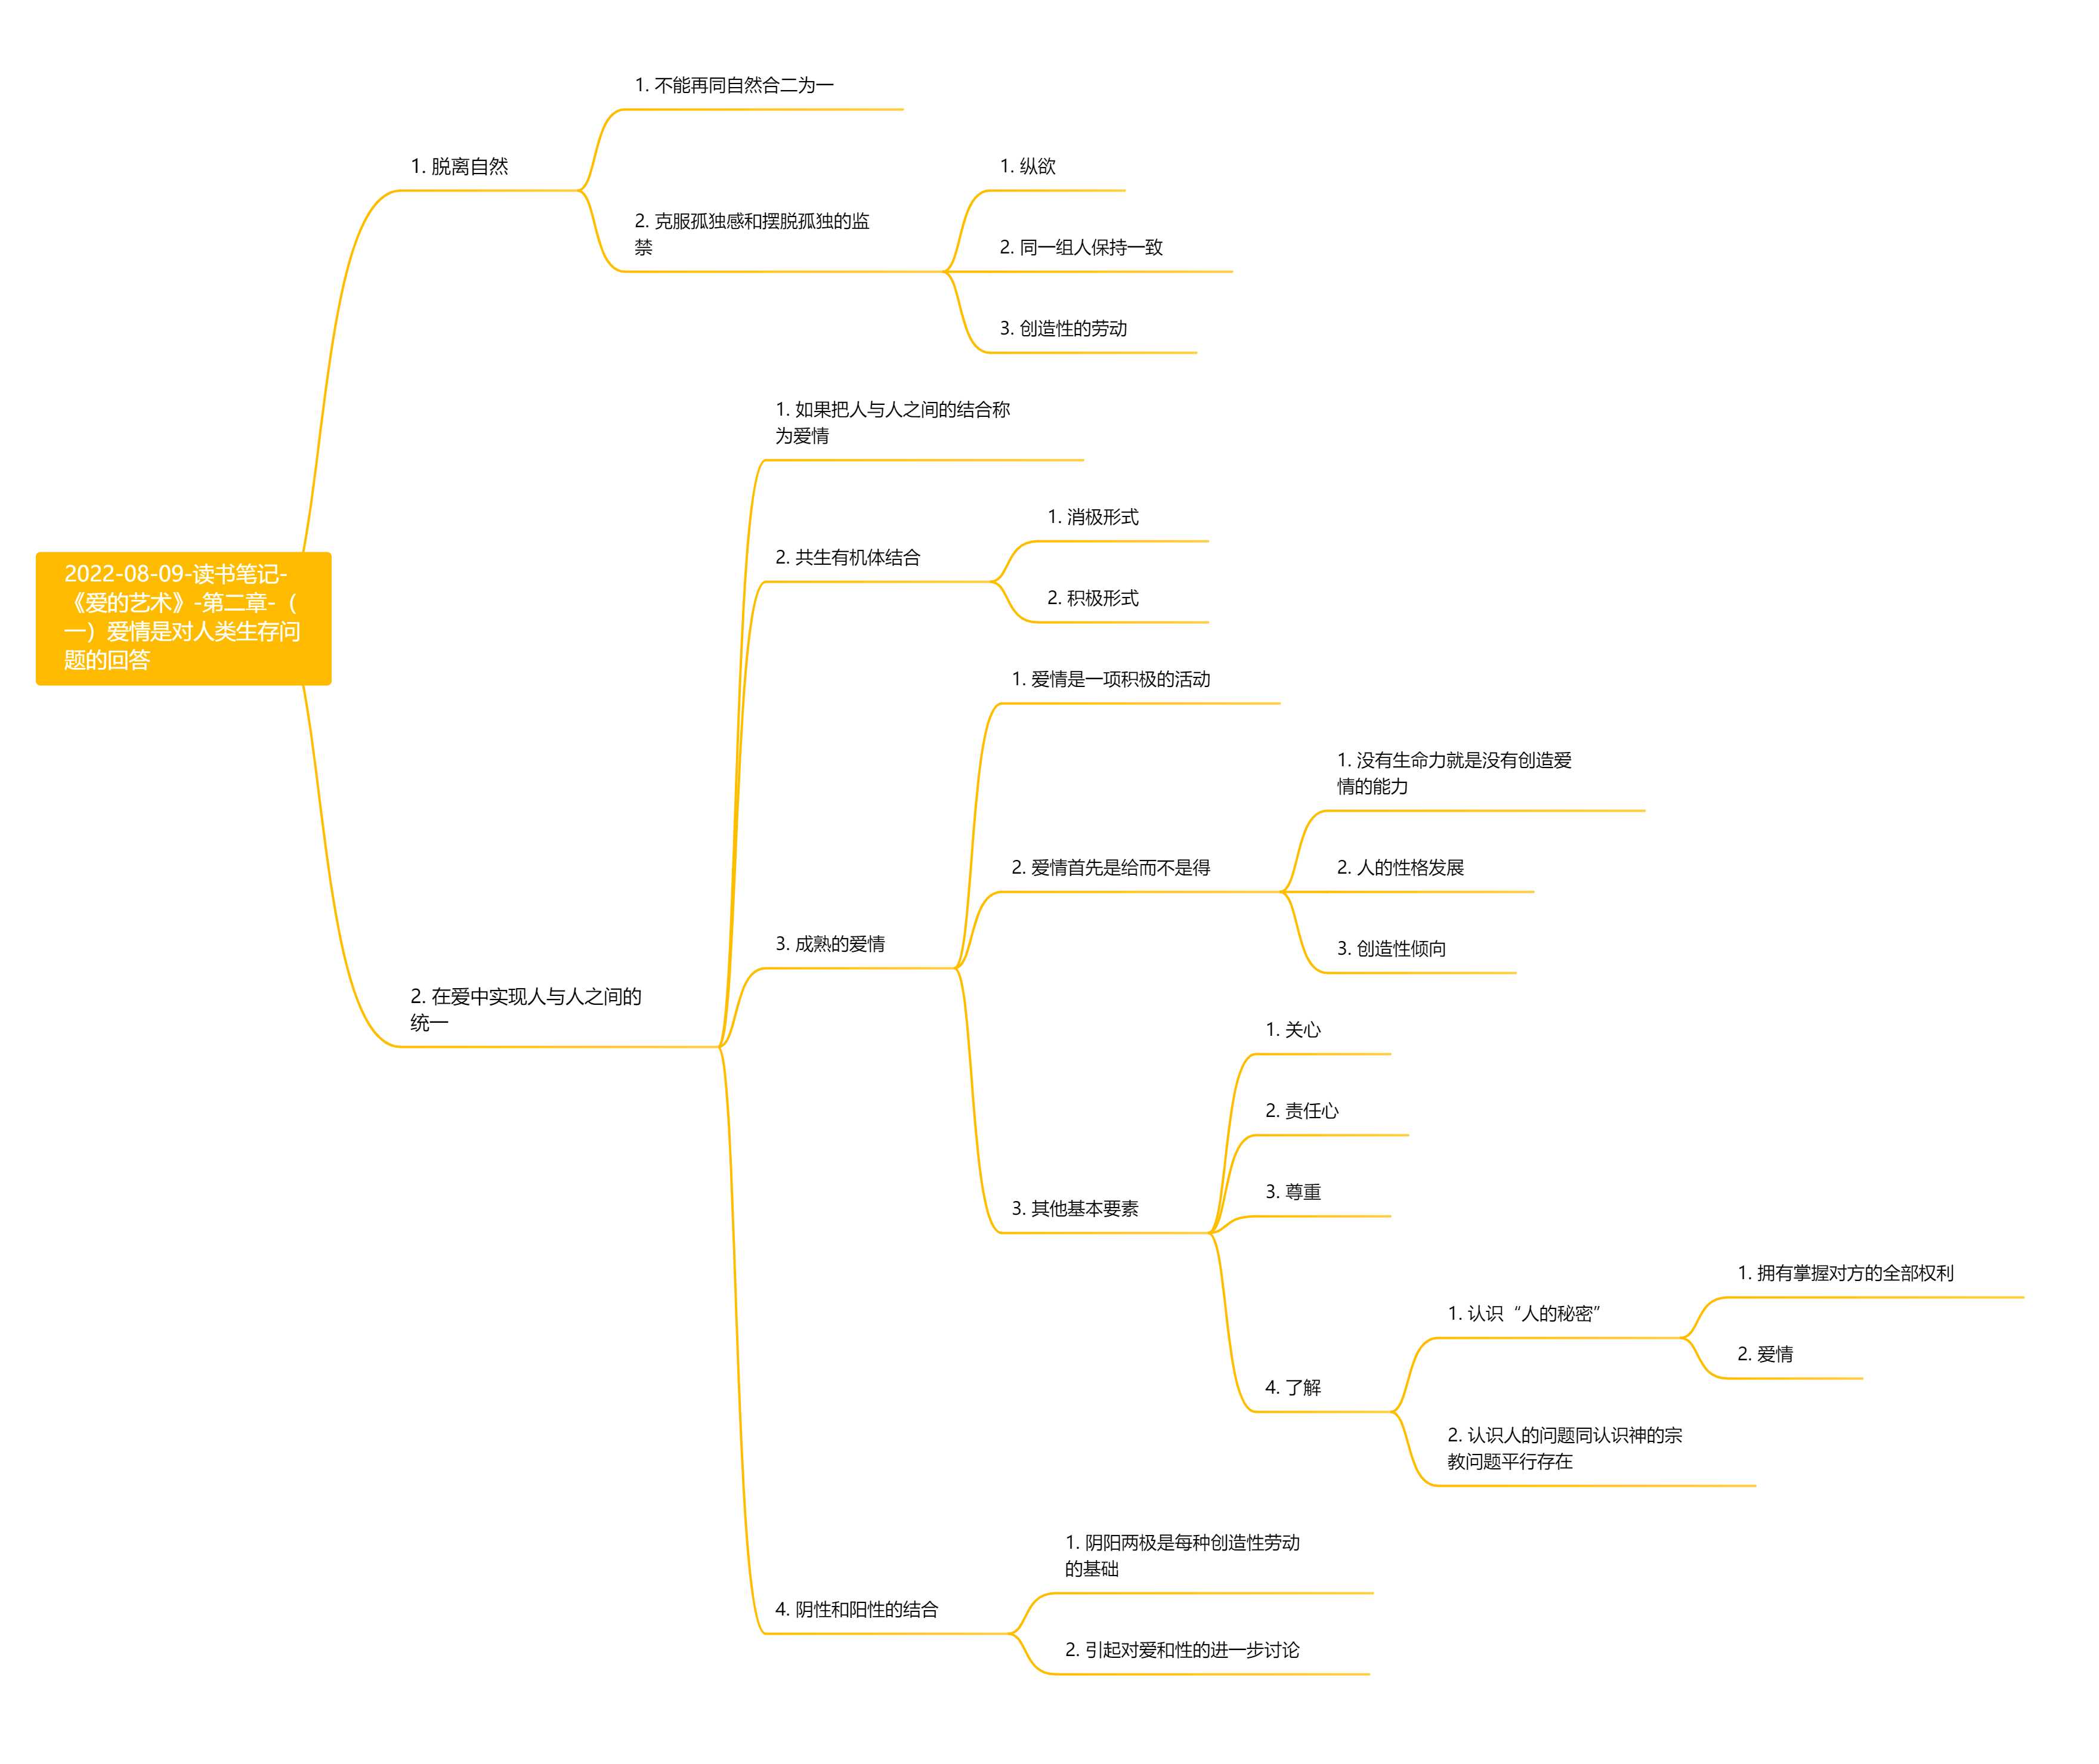 2022-08-09-读书笔记-
《爱的艺术》-第二章-（
一）爱情是对人类生存问
题的回答
1. 脱离自然
1. 不能再同自然合二为一
2. 克服孤独感和摆脱孤独的监
禁
1. 纵欲
2. 同一组人保持一致
3. 创造性的劳动
2. 在爱中实现人与人之间的
统一
1. 如果把人与人之间的结合称
为爱情
2. 共生有机体结合
1. 消极形式
2. 积极形式
3. 成熟的爱情
1. 爱情是一项积极的活动
2. 爱情首先是给而不是得
1. 没有生命力就是没有创造爱
情的能力
2. 人的性格发展
3. 创造性倾向
3. 其他基本要素
1. 关心
2. 责任心
3. 尊重
4. 了解
1. 认识“人的秘密”
1. 拥有掌握对方的全部权利
2. 爱情
2. 认识人的问题同认识神的宗
教问题平行存在
4. 阴性和阳性的结合
1. 阴阳两极是每种创造性劳动
的基础
2. 引起对爱和性的进一步讨论